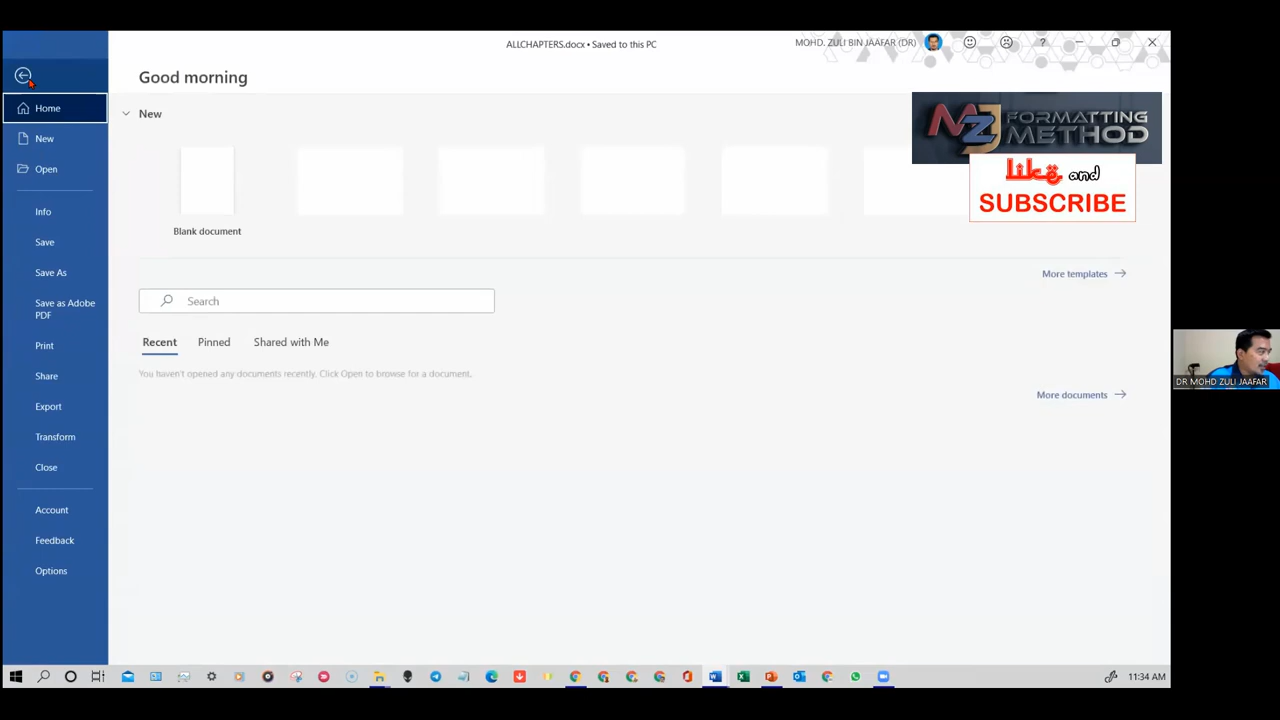 ALLCHAPTERS.docx • Saved to this PC
MOHD. ZULI BIN JAAFAR (DR)
?
Good morning
Home
New
Open
Info
Save
Save As
Save as Adobe
PDF
Print
Share
Export
Transform
Close
Account
Feedback
Options
New
Blank document
MZJ FORMATTING
METHOD
like and
SUBSCRIBE
More templates
Search
Recent
Pinned
Shared with Me
You haven't opened any documents recently. Click Open to browse for a document.
More documents
DR MOHD ZULI JAAFAR
11:34 AM